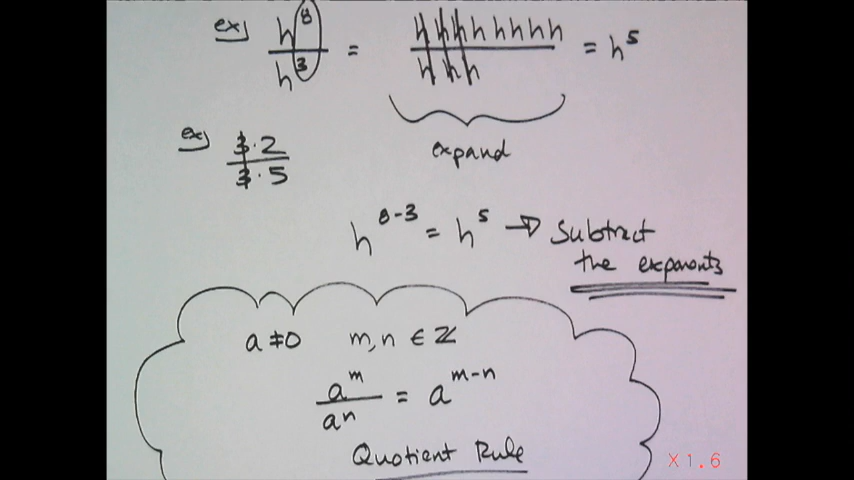 ex) h^8 / h^3 = hhhhhhhh / hhh = h^5
expand
ex) 3·2 / 3·5
h^(8-3) = h^5 → Subtract
the exponents
a ≠ 0 m, n ∈ ℤ
a^m / a^n = a^(m-n)
Quotient Rule
X1.6